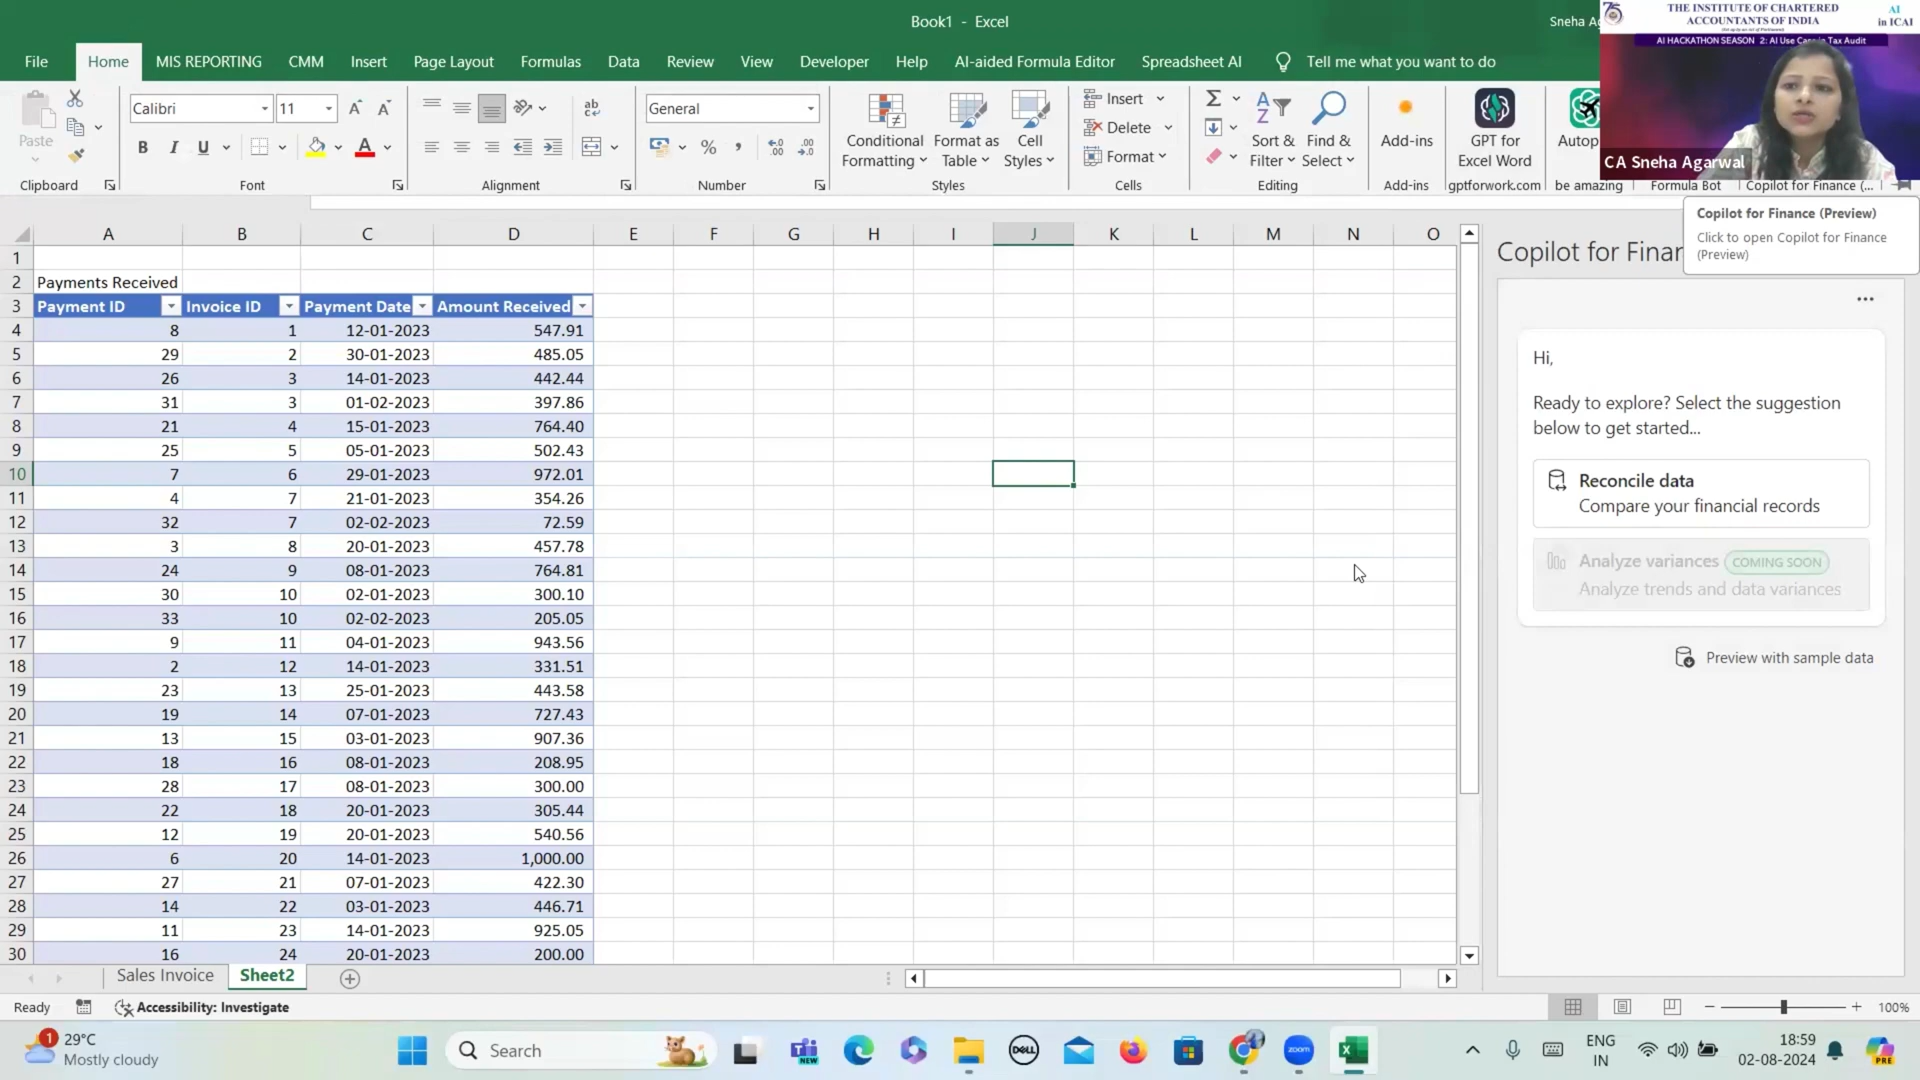 Book1 - Excel
Sneha
THE INSTITUTE OF CHARTERED
ACCOUNTANTS OF INDIA
AI
in ICAI
AI HACKATHON SEASON 2: AI Use Case in Tax Audit
CA Sneha Agarwal
File Home MIS REPORTING CMM Insert Page Layout Formulas Data Review View Developer Help AI-aided Formula Editor Spreadsheet AI Tell me what you want to do
Paste
Calibri 11
General
Conditional
Formatting
Format as
Table
Cell
Styles
Insert
Delete
Format
Sort &
Filter
Find &
Select
Add-ins
GPT for
Excel Word
Clipboard Font Alignment Number Styles Cells Editing Add-ins gptforwork.com be amazing Formula Bot Copilot for Finance (...
Copilot for Finance (Preview)
Click to open Copilot for Finance
(Preview)
A B C D E F G H I J K L M N O
1
2 Payments Received
3 Payment ID Invoice ID Payment Date Amount Received
4 8 1 12-01-2023 547.91
5 29 2 30-01-2023 485.05
6 26 3 14-01-2023 442.44
7 31 3 01-02-2023 397.86
8 21 4 15-01-2023 764.40
9 25 5 05-01-2023 502.43
10 7 6 29-01-2023 972.01
11 4 7 21-01-2023 354.26
12 32 7 02-02-2023 72.59
13 3 8 20-01-2023 457.78
14 24 9 08-01-2023 764.81
15 30 10 02-01-2023 300.10
16 33 10 02-02-2023 205.05
17 9 11 04-01-2023 943.56
18 2 12 14-01-2023 331.51
19 23 13 25-01-2023 443.58
20 19 14 07-01-2023 727.43
21 13 15 03-01-2023 907.36
22 18 16 08-01-2023 208.95
23 28 17 08-01-2023 300.00
24 22 18 20-01-2023 305.44
25 12 19 20-01-2023 540.56
26 6 20 14-01-2023 1,000.00
27 27 21 07-01-2023 422.30
28 14 22 03-01-2023 446.71
29 11 23 14-01-2023 925.05
30 16 24 20-01-2023 200.00
Copilot for Finan
Hi,
Ready to explore? Select the suggestion
below to get started...
Reconcile data
Compare your financial records
Analyze variances COMING SOON
Analyze trends and data variances
Preview with sample data
Sales Invoice Sheet2
Ready Accessibility: Investigate 100%
1
29°C
Mostly cloudy
Search
NEW
DELL
zoom
ENG
IN
18:59
02-08-2024
PRE